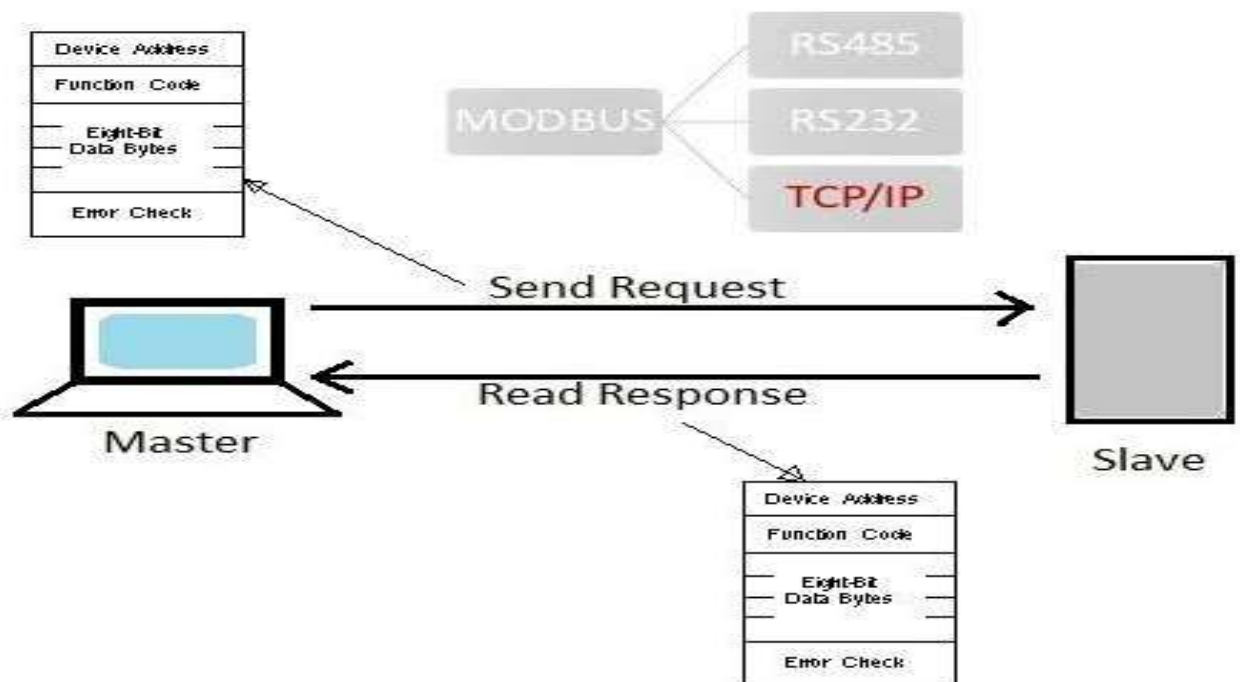 Device Address
Function Code
Eight-Bit
Data Bytes
Error Check
MODBUS
RS485
RS232
TCP/IP
Send Request
Read Response
Master
Slave
Device Address
Function Code
Eight-Bit
Data Bytes
Error Check